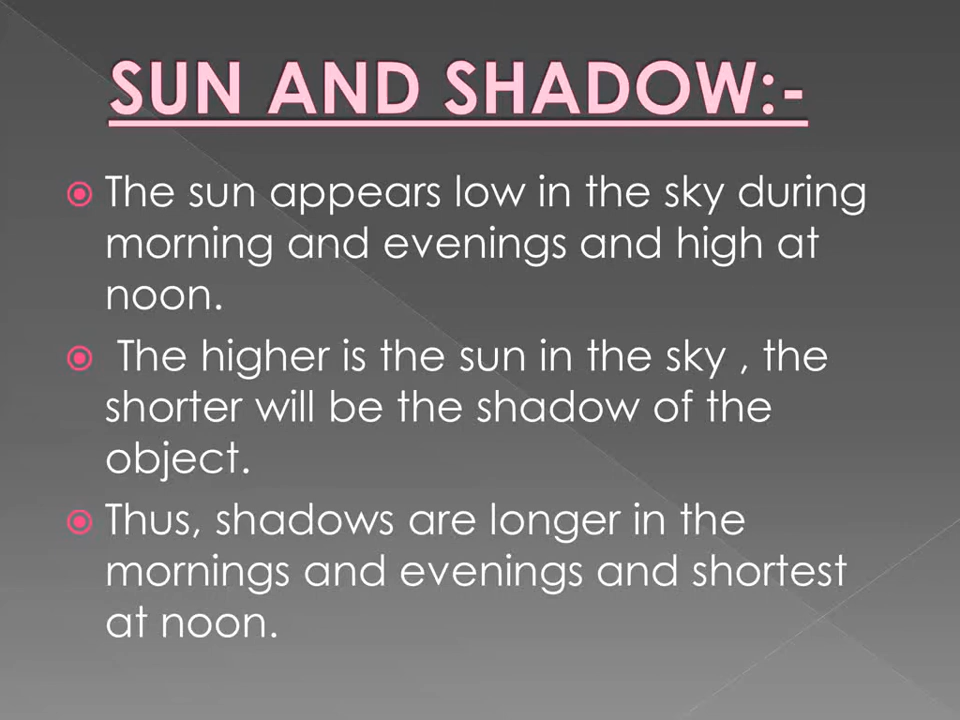 SUN AND SHADOW:-
The sun appears low in the sky during
morning and evenings and high at
noon.
The higher is the sun in the sky , the
shorter will be the shadow of the
object.
Thus, shadows are longer in the
mornings and evenings and shortest
at noon.